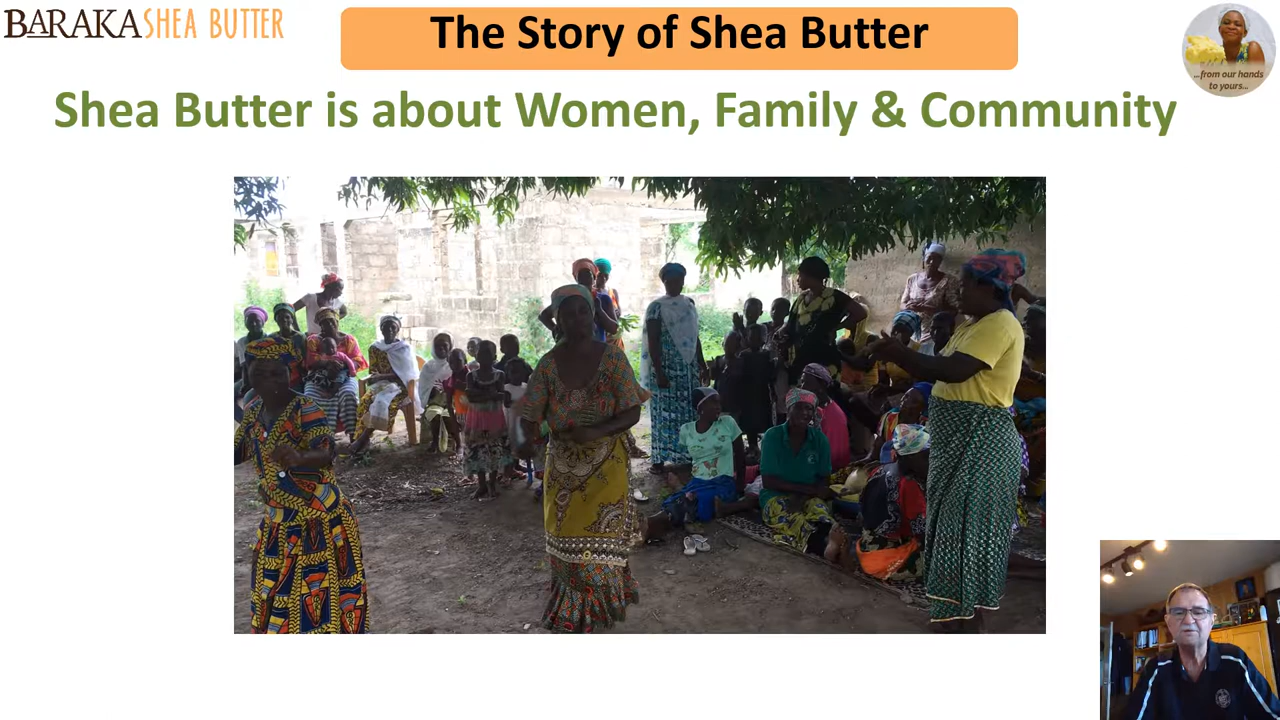 BARAKA SHEA BUTTER
The Story of Shea Butter
...from our hands
to yours...
Shea Butter is about Women, Family & Community